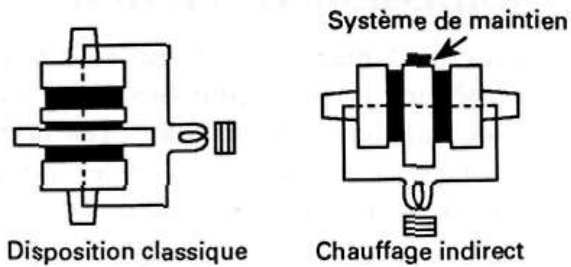 Système de maintien
Disposition classique
Chauffage indirect